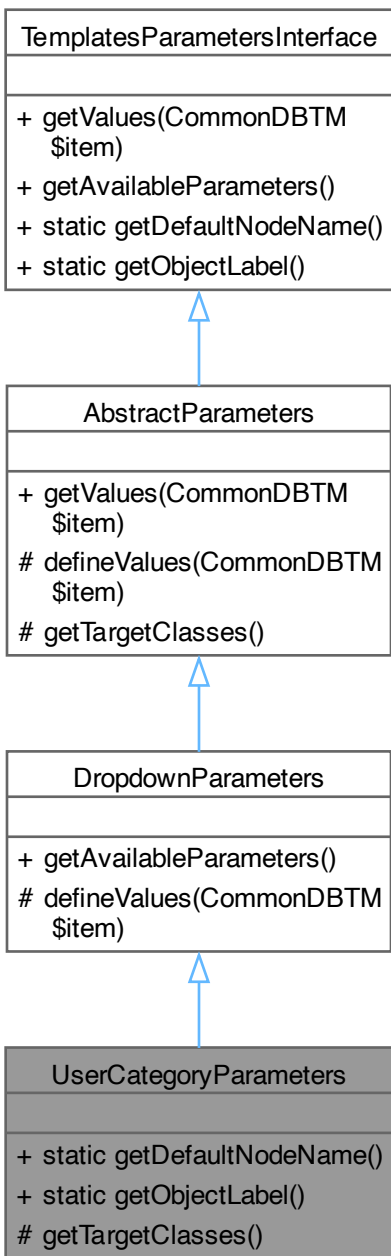 TemplatesParametersInterface
+ getValues(CommonDBTM
$item)
+ getAvailableParameters()
+ static getDefaultNodeName()
+ static getObjectLabel()
AbstractParameters
+ getValues(CommonDBTM
$item)
# defineValues(CommonDBTM
$item)
# getTargetClasses()
DropdownParameters
+ getAvailableParameters()
# defineValues(CommonDBTM
$item)
UserCategoryParameters
+ static getDefaultNodeName()
+ static getObjectLabel()
# getTargetClasses()